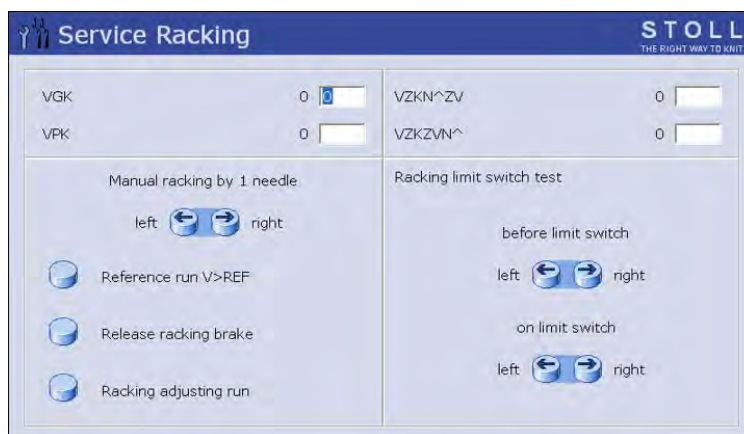 Service Racking
STOLL
THE RIGHT WAY TO KNIT
VGK 0 0
VPK 0
VZKN^ZV 0
VZKZVN^ 0
Manual racking by 1 needle
left right
Reference run V>REF
Release racking brake
Racking adjusting run
Racking limit switch test
before limit switch
left right
on limit switch
left right